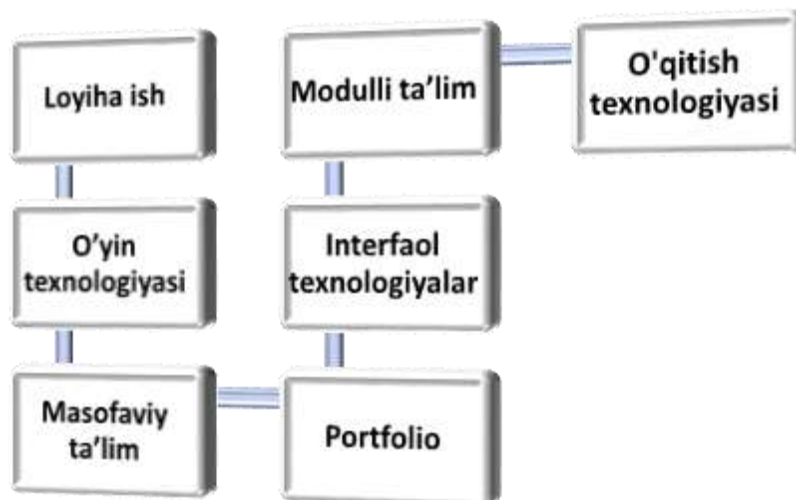 Loyiha ish
O'yin
texnologiyasi
Masofaviy
ta'lim
Portfolio
Interfaol
texnologiyalar
Modulli ta'lim
O'qitish
texnologiyasi